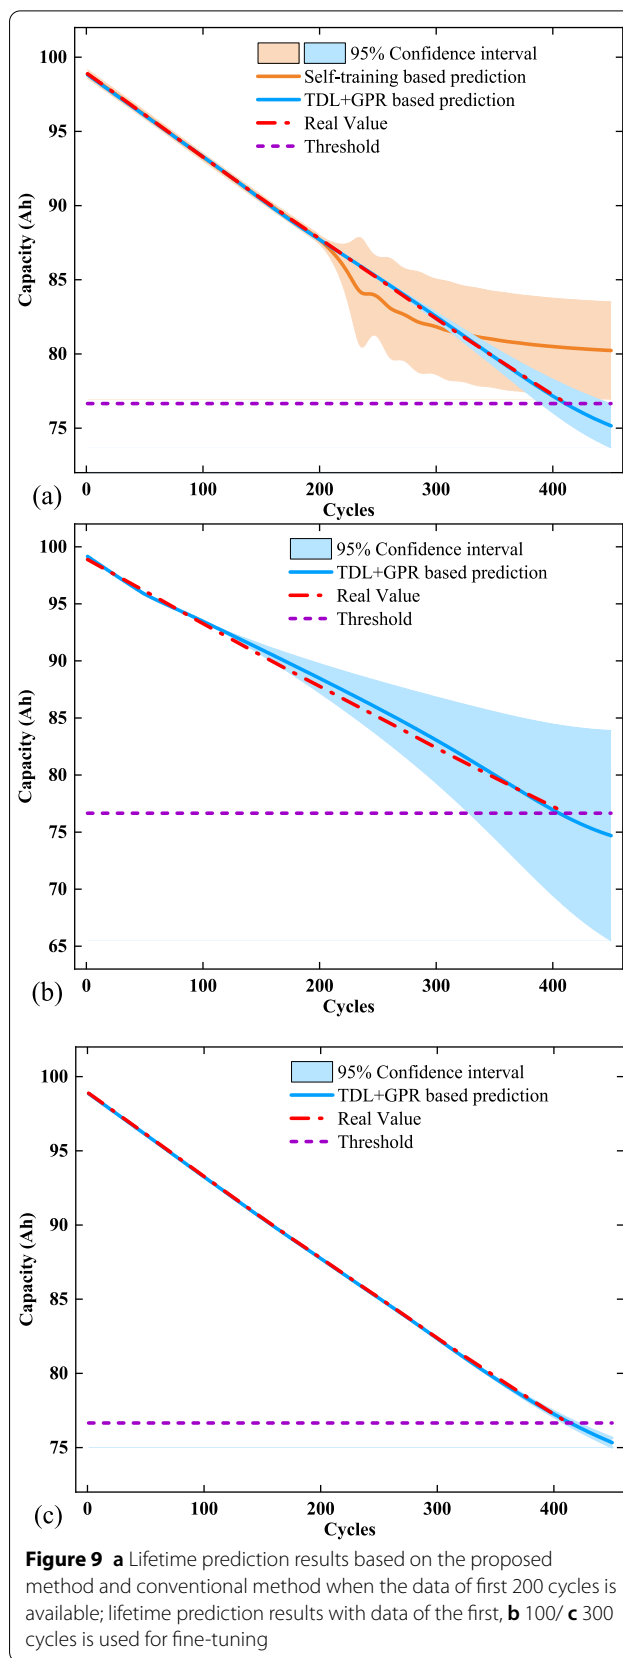 100
95
90
85
80
75
Capacity (Ah)
95% Confidence interval
Self-training based prediction
TDL+GPR based prediction
Real Value
Threshold
0 100 200 300 400
Cycles
(a)
100
95
90
85
80
75
70
65
Capacity (Ah)
95% Confidence interval
TDL+GPR based prediction
Real Value
Threshold
0 100 200 300 400
Cycles
(b)
100
95
90
85
80
75
Capacity (Ah)
95% Confidence interval
TDL+GPR based prediction
Real Value
Threshold
0 100 200 300 400
Cycles
(c)
Figure 9 a Lifetime prediction results based on the proposed
method and conventional method when the data of first 200 cycles is
available; lifetime prediction results with data of the first, b 100/ c 300
cycles is used for fine-tuning